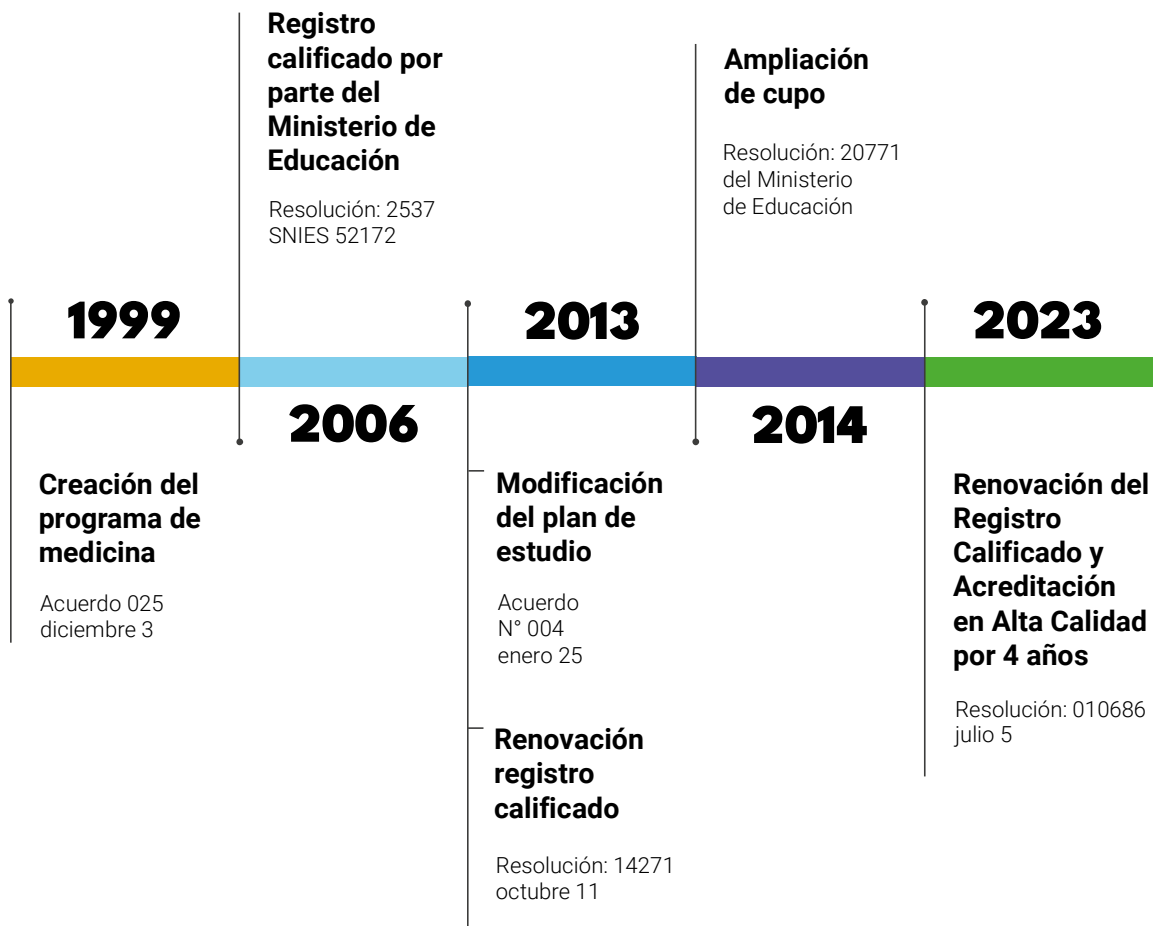 1999
Creación del
programa de
medicina
Acuerdo 025
diciembre 3
Registro
calificado por
parte del
Ministerio de
Educación
Resolución: 2537
SNIES 52172
2006
2013
Modificación
del plan de
estudio
Acuerdo
N° 004
enero 25
Renovación
registro
calificado
Resolución: 14271
octubre 11
Ampliación
de cupo
Resolución: 20771
del Ministerio
de Educación
2014
2023
Renovación del
Registro
Calificado y
Acreditación
en Alta Calidad
por 4 años
Resolución: 010686
julio 5